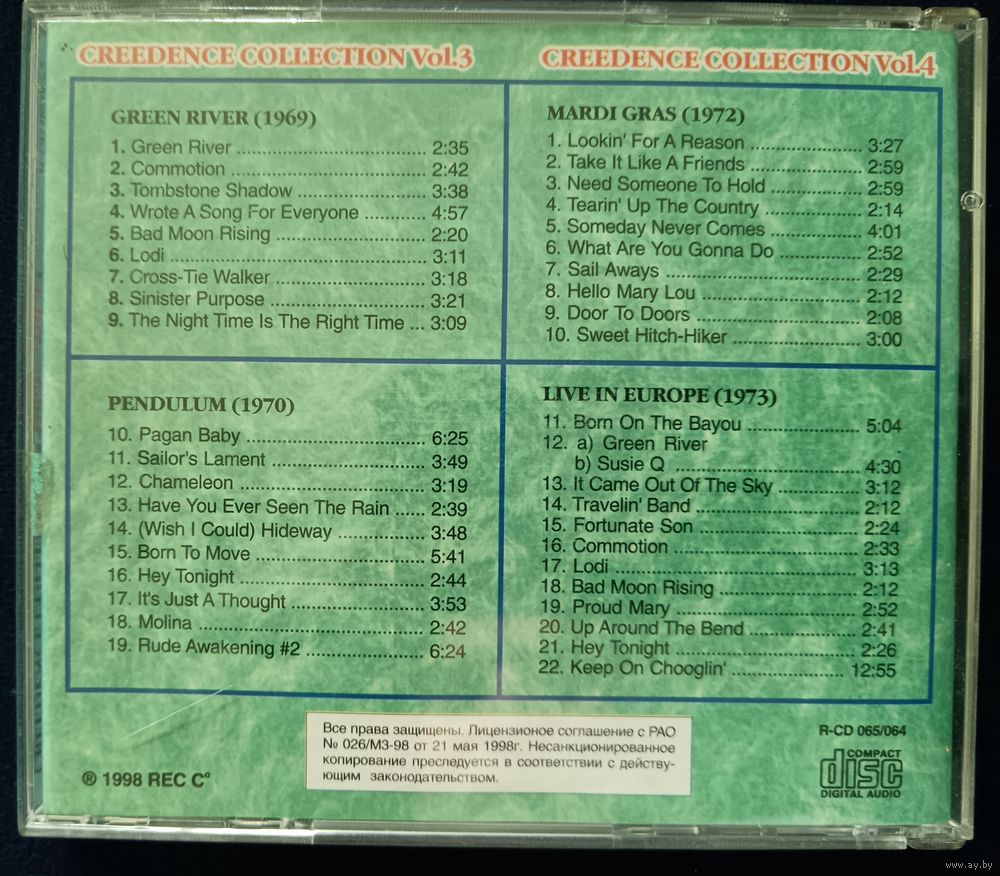 CREEDENCE COLLECTION Vol.3
GREEN RIVER (1969)
1. Green River ........ 2:35
2. Commotion ........ 2:42
3. Tombstone Shadow ........ 3:38
4. Wrote A Song For Everyone ........ 4:57
5. Bad Moon Rising ........ 2:20
6. Lodi ........ 3:11
7. Cross-Tie Walker ........ 3:18
8. Sinister Purpose ........ 3:21
9. The Night Time Is The Right Time ... 3:09
PENDULUM (1970)
10. Pagan Baby ........ 6:25
11. Sailor's Lament ........ 3:49
12. Chameleon ........ 3:19
13. Have You Ever Seen The Rain ...... 2:39
14. (Wish I Could) Hideway ........ 3:48
15. Born To Move ........ 5:41
16. Hey Tonight ........ 2:44
17. It's Just A Thought ........ 3:53
18. Molina ........ 2:42
19. Rude Awakening #2 ........ 6:24
CREEDENCE COLLECTION Vol.4
MARDI GRAS (1972)
1. Lookin' For A Reason ........ 3:27
2. Take It Like A Friends ........ 2:59
3. Need Someone To Hold ........ 2:59
4. Tearin' Up The Country ........ 2:14
5. Someday Never Comes ........ 4:01
6. What Are You Gonna Do ........ 2:52
7. Sail Aways ........ 2:29
8. Hello Mary Lou ........ 2:12
9. Door To Doors ........ 2:08
10. Sweet Hitch-Hiker ........ 3:00
LIVE IN EUROPE (1973)
11. Born On The Bayou ........ 5:04
12. a) Green River
b) Susie Q ........ 4:30
13. It Came Out Of The Sky ........ 3:12
14. Travelin' Band ........ 2:12
15. Fortunate Son ........ 2:24
16. Commotion ........ 2:33
17. Lodi ........ 3:13
18. Bad Moon Rising ........ 2:12
19. Proud Mary ........ 2:52
20. Up Around The Bend ........ 2:41
21. Hey Tonight ........ 2:26
22. Keep On Chooglin' ........ 12:55
Все права защищены. Лицензионое соглашение с РАО
№ 026/МЗ-98 от 21 мая 1998г. Несанкционированное
копирование преследуется в соответствии с действу-
ющим законодательством.
® 1998 REC C°
R-CD 065/064
COMPACT
disc
DIGITAL AUDIO
www.ay.by